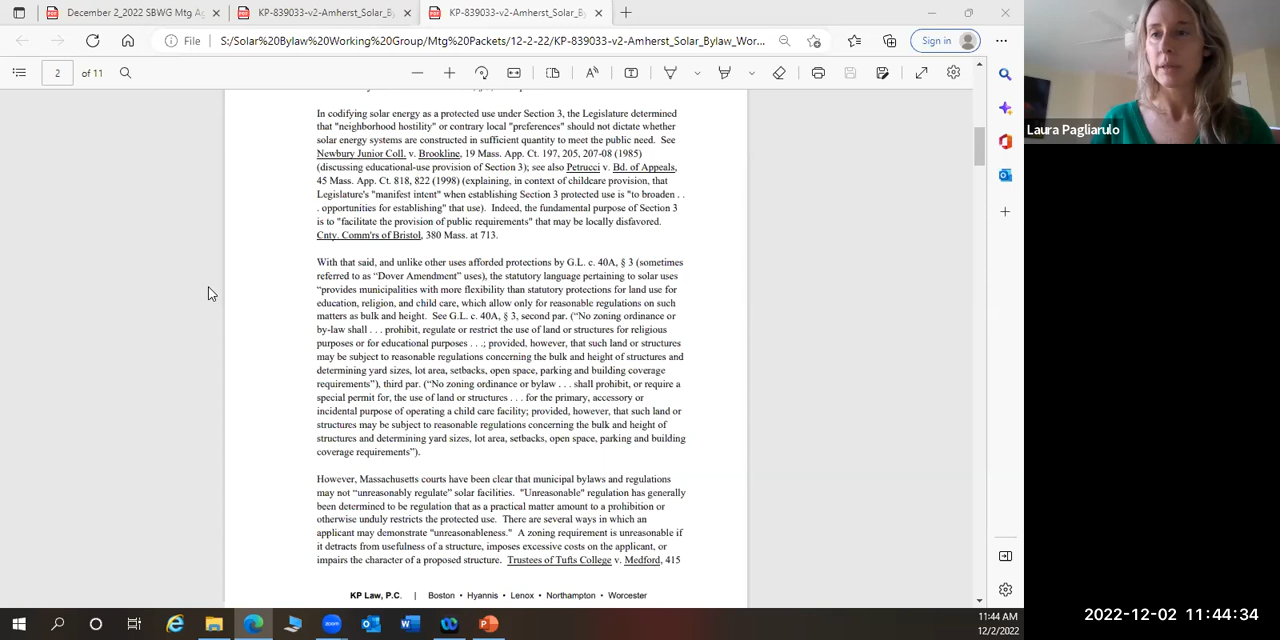 December 2_2022 SBWG Mtg Ag
KP-839033-v2-Amherst_Solar_By
KP-839033-v2-Amherst_Solar_By
File
S:/Solar%20Bylaw%20Working%20Group/Mtg%20Packets/12-2-22/KP-839033-v2-Amherst_Solar_Bylaw_Wor...
Sign in
2 of 11
In codifying solar energy as a protected use under Section 3, the Legislature determined
that "neighborhood hostility" or contrary local "preferences" should not dictate whether
solar energy systems are constructed in sufficient quantity to meet the public need. See
Newbury Junior Coll. v. Brookline, 19 Mass. App. Ct. 197, 205, 207-08 (1985)
(discussing educational-use provision of Section 3); see also Petrucci v. Bd. of Appeals,
45 Mass. App. Ct. 818, 822 (1998) (explaining, in context of childcare provision, that
Legislature's "manifest intent" when establishing Section 3 protected use is "to broaden . .
. opportunities for establishing" that use). Indeed, the fundamental purpose of Section 3
is to "facilitate the provision of public requirements" that may be locally disfavored.
Cnty. Comm'rs of Bristol, 380 Mass. at 713.
With that said, and unlike other uses afforded protections by G.L. c. 40A, § 3 (sometimes
referred to as “Dover Amendment” uses), the statutory language pertaining to solar uses
“provides municipalities with more flexibility than statutory protections for land use for
education, religion, and child care, which allow only for reasonable regulations on such
matters as bulk and height. See G.L. c. 40A, § 3, second par. (“No zoning ordinance or
by-law shall . . . prohibit, regulate or restrict the use of land or structures for religious
purposes or for educational purposes . . .; provided, however, that such land or structures
may be subject to reasonable regulations concerning the bulk and height of structures and
determining yard sizes, lot area, setbacks, open space, parking and building coverage
requirements”), third par. (“No zoning ordinance or bylaw . . . shall prohibit, or require a
special permit for, the use of land or structures . . . for the primary, accessory or
incidental purpose of operating a child care facility; provided, however, that such land or
structures may be subject to reasonable regulations concerning the bulk and height of
structures and determining yard sizes, lot area, setbacks, open space, parking and building
coverage requirements”).
However, Massachusetts courts have been clear that municipal bylaws and regulations
may not “unreasonably regulate” solar facilities. "Unreasonable" regulation has generally
been determined to be regulation that as a practical matter amount to a prohibition or
otherwise unduly restricts the protected use. There are several ways in which an
applicant may demonstrate "unreasonableness." A zoning requirement is unreasonable if
it detracts from usefulness of a structure, imposes excessive costs on the applicant, or
impairs the character of a proposed structure. Trustees of Tufts College v. Medford, 415
KP Law, P.C. | Boston • Hyannis • Lenox • Northampton • Worcester
Laura Pagliarulo
11:44 AM
12/2/2022
2022-12-02 11:44:34